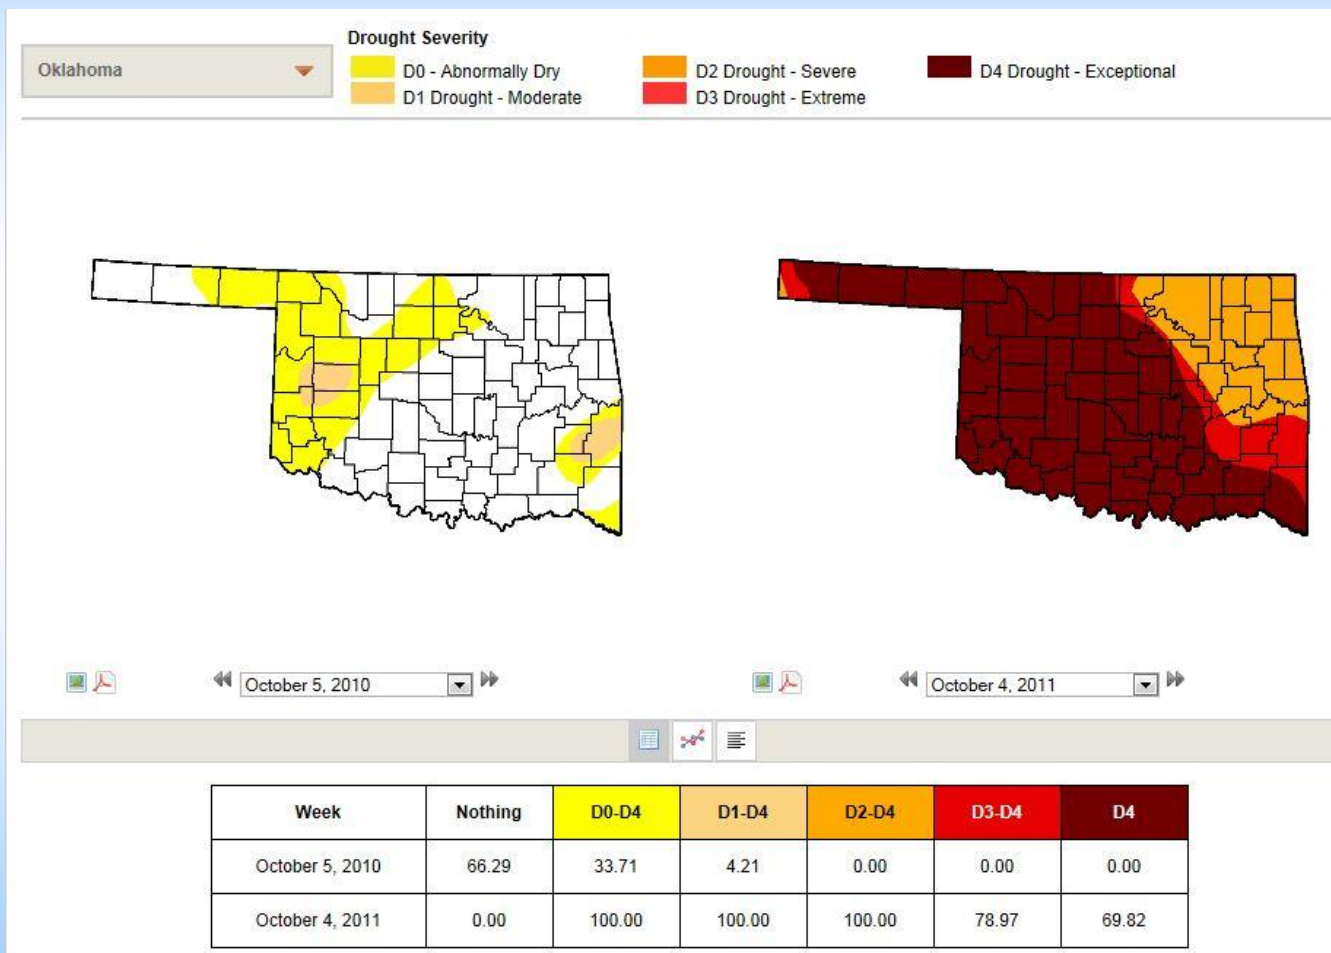 Drought Severity
Oklahoma
D0 - Abnormally Dry D2 Drought - Severe D4 Drought - Exceptional
D1 Drought - Moderate D3 Drought - Extreme
October 5, 2010 October 4, 2011
Week Nothing D0-D4 D1-D4 D2-D4 D3-D4 D4
October 5, 2010 66.29 33.71 4.21 0.00 0.00 0.00
October 4, 2011 0.00 100.00 100.00 100.00 78.97 69.82